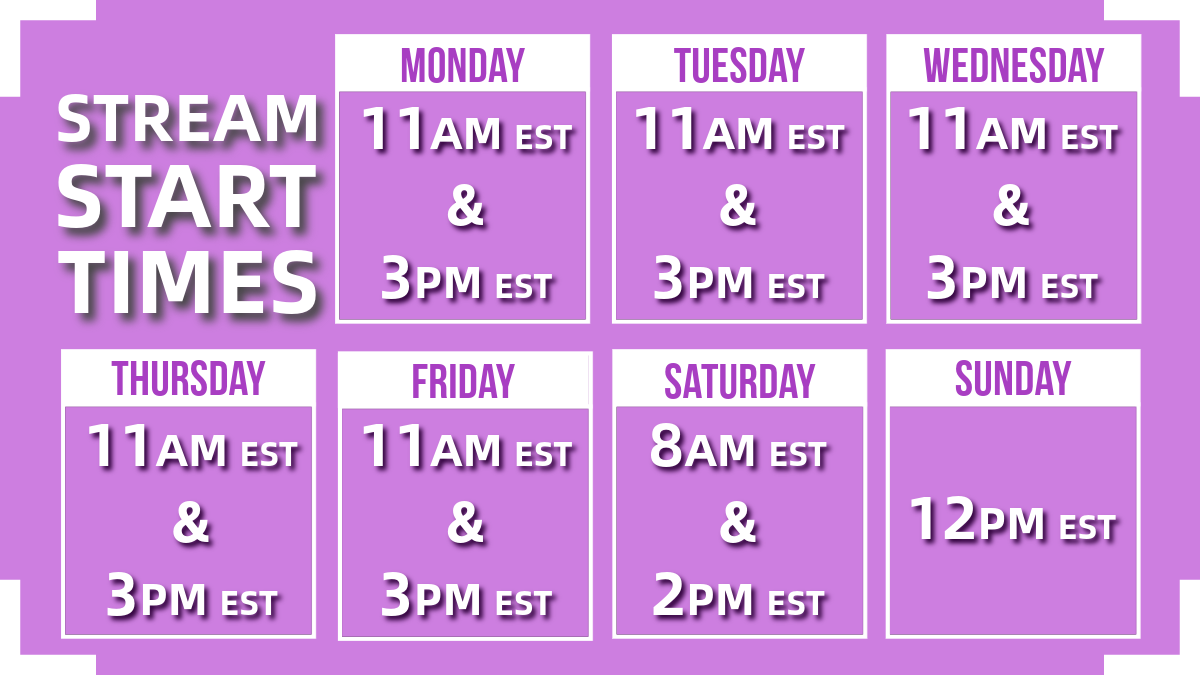 STREAM
START
TIMES
MONDAY
11AM EST
&
3PM EST
TUESDAY
11AM EST
&
3PM EST
WEDNESDAY
11AM EST
&
3PM EST
THURSDAY
11AM EST
&
3PM EST
FRIDAY
11AM EST
&
3PM EST
SATURDAY
8AM EST
&
2PM EST
SUNDAY
12PM EST